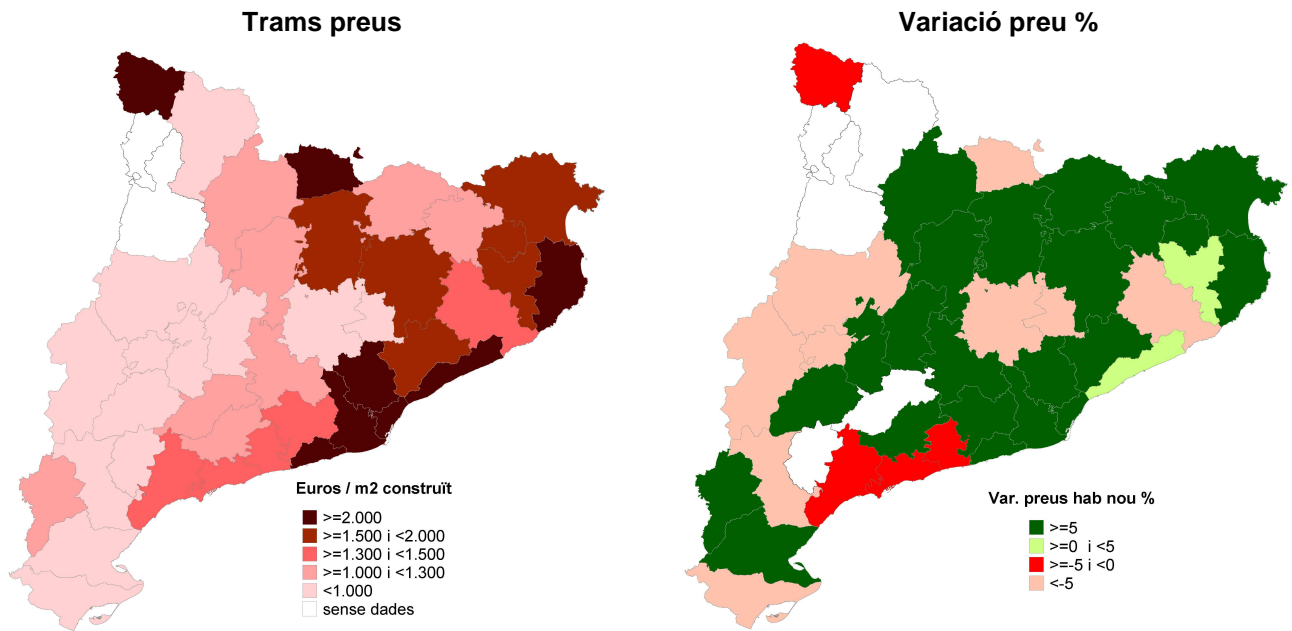 Trams preus
Euros / m2 construït
>=2.000
>=1.500 i <2.000
>=1.300 i <1.500
>=1.000 i <1.300
<1.000
sense dades
Variació preu %
Var. preus hab nou %
>=5
>=0 i <5
>=-5 i <0
<-5